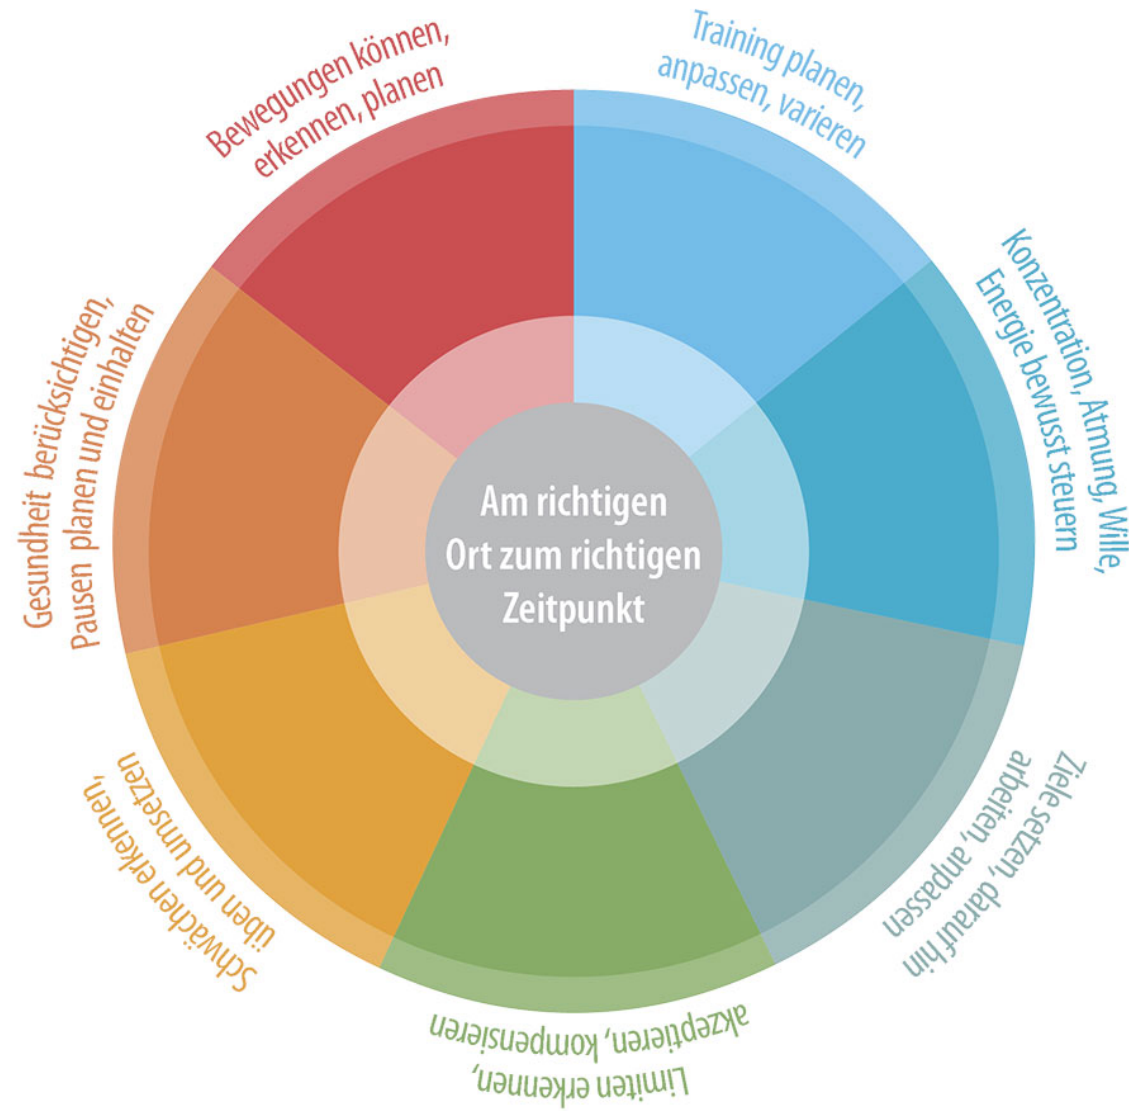 Bewegungen können,
erkennen, planen
Training planen,
anpassen, varieren
Konzentration, Atmung, Wille,
Energie bewusst steuern
Ziele setzen, darauf hin
arbeiten, anpassen
Limiten erkennen,
akzeptieren, kompensieren
Schwächen erkennen,
üben und umsetzen
Gesundheit berücksichtigen,
Pausen planen und einhalten
Am richtigen
Ort zum richtigen
Zeitpunkt